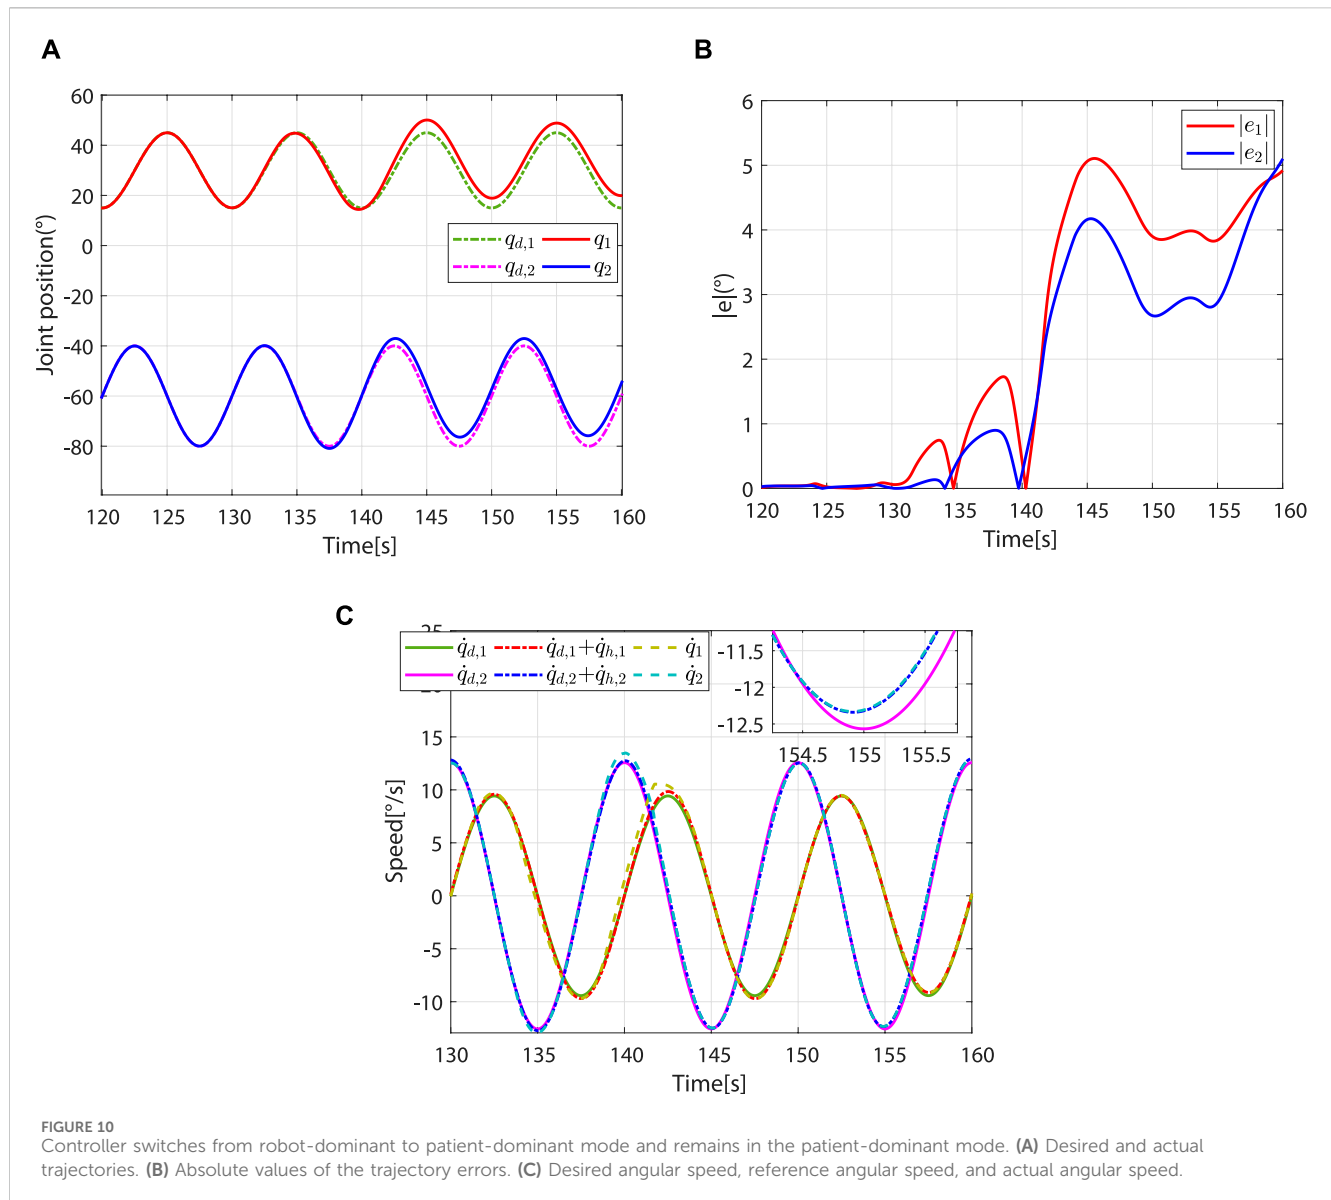 A
60
40
20
0
-20
-40
-60
-80
Joint position(°)
q_{d,1} q_1
q_{d,2} q_2
120 125 130 135 140 145 150 155 160
Time[s]
B
6
5
4
3
2
1
0
|e|(°)
|e_1|
|e_2|
120 125 130 135 140 145 150 155 160
Time[s]
C
q̇_{d,1} q̇_{d,1}+q̇_{h,1} q̇_1
q̇_{d,2} q̇_{d,2}+q̇_{h,2} q̇_2
-11.5
-12
-12.5
154.5 155 155.5
15
10
5
0
-5
-10
Speed[°/s]
130 135 140 145 150 155 160
Time[s]
FIGURE 10
Controller switches from robot-dominant to patient-dominant mode and remains in the patient-dominant mode. (A) Desired and actual
trajectories. (B) Absolute values of the trajectory errors. (C) Desired angular speed, reference angular speed, and actual angular speed.